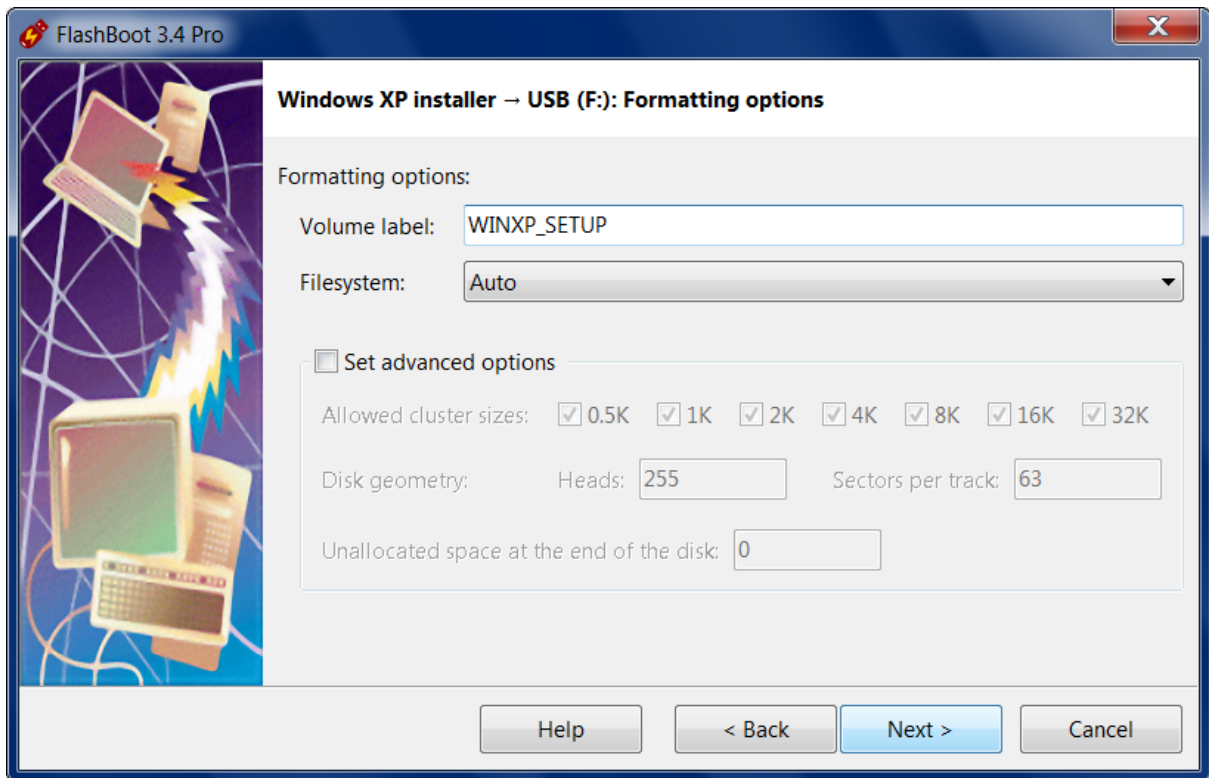 FlashBoot 3.4 Pro
Windows XP installer → USB (F:): Formatting options
Formatting options:
Volume label: WINXP_SETUP
Filesystem: Auto
Set advanced options
Allowed cluster sizes: 0.5K 1K 2K 4K 8K 16K 32K
Disk geometry: Heads: 255 Sectors per track: 63
Unallocated space at the end of the disk: 0
Help < Back Next > Cancel